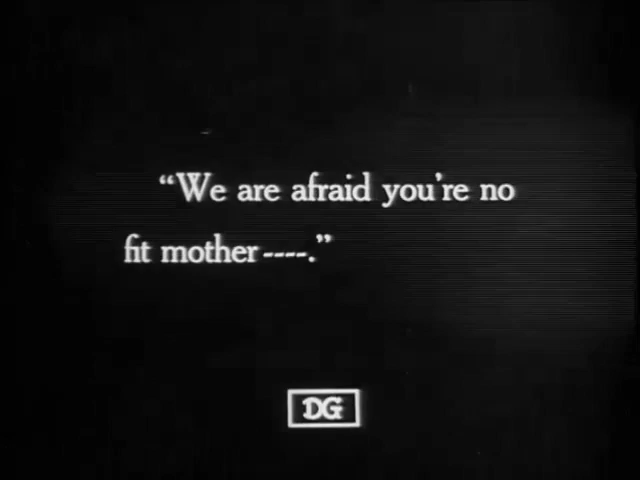 “We are afraid you’re no
fit mother----.”
DG